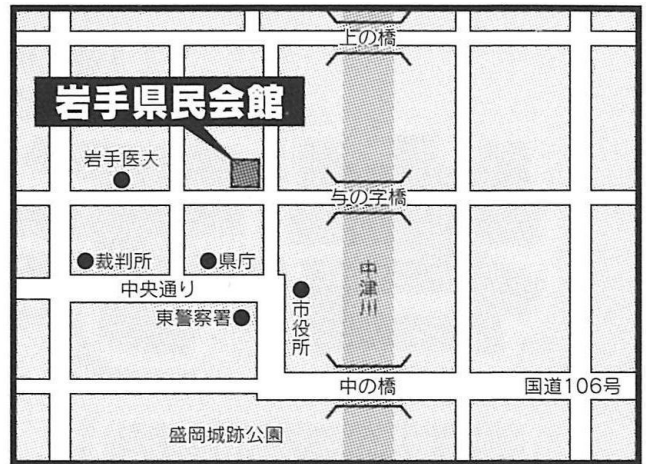 上の橋
岩手県民会館
岩手医大
与の字橋
裁判所
県庁
中津川
中央通り
市役所
東警察署
中の橋
国道106号
盛岡城跡公園